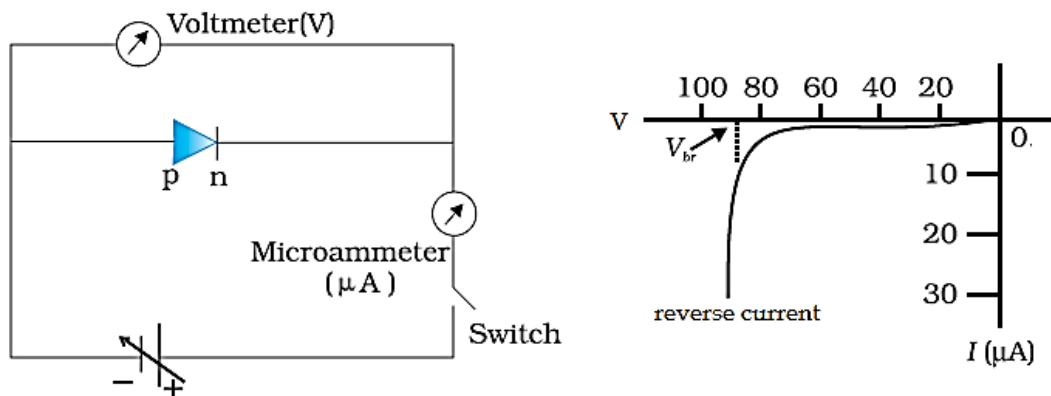 Voltmeter(V)
p n
Microammeter
(μA)
Switch
− +
100 80 60 40 20
V
0.
V_br
10
20
30
reverse current
I (μA)